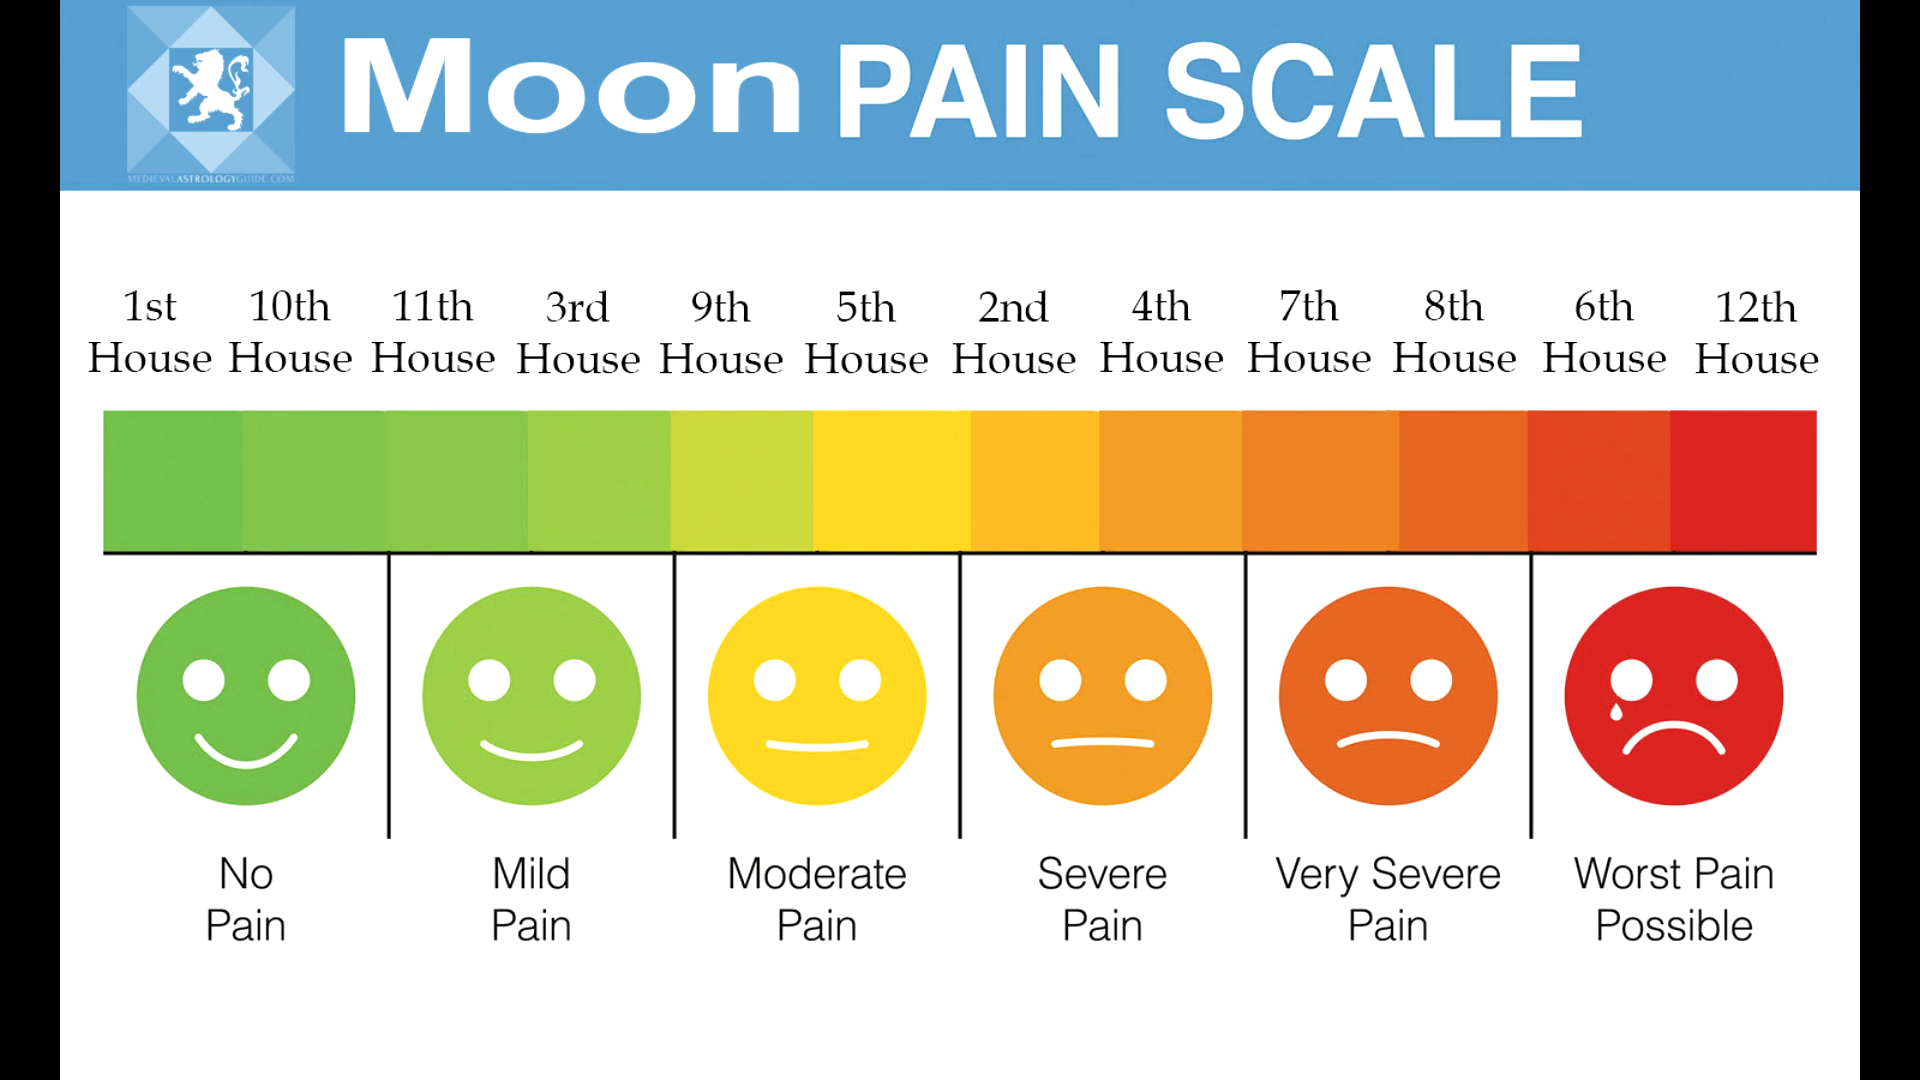 Moon PAIN SCALE
MEDIEVALASTROLOGYGUIDE.COM
1st House
10th House
11th House
3rd House
9th House
5th House
2nd House
4th House
7th House
8th House
6th House
12th House
No
Pain
Mild
Pain
Moderate
Pain
Severe
Pain
Very Severe
Pain
Worst Pain
Possible